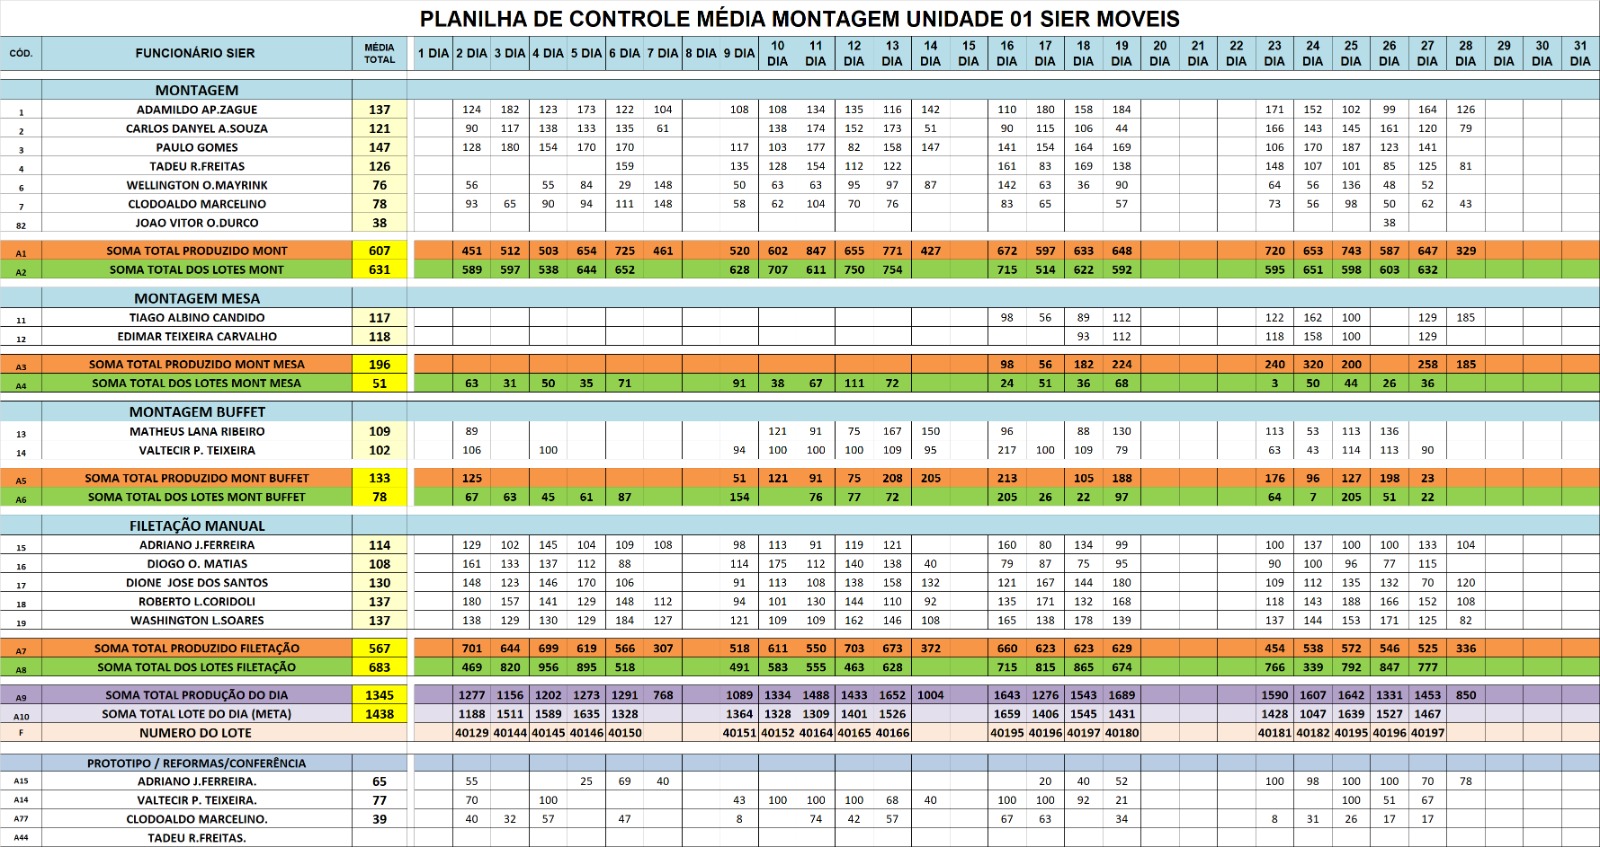 PLANILHA DE CONTROLE MÉDIA MONTAGEM UNIDADE 01 SIER MOVEIS
CÓD. FUNCIONÁRIO SIER MÉDIA TOTAL 1 DIA 2 DIA 3 DIA 4 DIA 5 DIA 6 DIA 7 DIA 8 DIA 9 DIA 10 DIA 11 DIA 12 DIA 13 DIA 14 DIA 15 DIA 16 DIA 17 DIA 18 DIA 19 DIA 20 DIA 21 DIA 22 DIA 23 DIA 24 DIA 25 DIA 26 DIA 27 DIA 28 DIA 29 DIA 30 DIA 31 DIA
MONTAGEM
1 ADAMILDO AP.ZAGUE 137 124 182 123 173 122 104 108 108 134 135 116 142 110 180 158 184 171 152 102 99 164 126
2 CARLOS DANYEL A.SOUZA 121 90 117 138 133 135 61 138 174 152 173 51 90 115 106 44 166 143 145 161 120 79
3 PAULO GOMES 147 128 180 154 170 170 117 103 177 82 158 147 141 154 164 169 106 170 187 123 141
4 TADEU R.FREITAS 126 159 135 128 154 112 122 161 83 169 138 148 107 101 85 125 81
6 WELLINGTON O.MAYRINK 76 56 55 84 29 148 50 63 63 95 97 87 142 63 36 90 64 56 136 48 52
7 CLODOALDO MARCELINO 78 93 65 90 94 111 148 58 62 104 70 76 83 65 57 73 56 98 50 62 43
82 JOAO VITOR O.DURCO 38 38
A1 SOMA TOTAL PRODUZIDO MONT 607 451 512 503 654 725 461 520 602 847 655 771 427 672 597 633 648 720 653 743 587 647 329
A2 SOMA TOTAL DOS LOTES MONT 631 589 597 538 644 652 628 707 611 750 754 715 514 622 592 595 651 598 603 632
MONTAGEM MESA
11 TIAGO ALBINO CANDIDO 117 98 56 89 112 122 162 100 129 185
12 EDIMAR TEIXEIRA CARVALHO 118 93 112 118 158 100 129
A3 SOMA TOTAL PRODUZIDO MONT MESA 196 98 56 182 224 240 320 200 258 185
A4 SOMA TOTAL DOS LOTES MONT MESA 51 63 31 50 35 71 91 38 67 111 72 24 51 36 68 3 50 44 26 36
MONTAGEM BUFFET
13 MATHEUS LANA RIBEIRO 109 89 121 91 75 167 150 96 88 130 113 53 113 136
14 VALTECIR P. TEIXEIRA 102 106 100 94 100 100 100 109 95 217 100 109 79 63 43 114 113 90
A5 SOMA TOTAL PRODUZIDO MONT BUFFET 133 125 51 121 91 75 208 205 213 105 188 176 96 127 198 23
A6 SOMA TOTAL DOS LOTES MONT BUFFET 78 67 63 45 61 87 154 76 77 72 205 26 22 97 64 7 205 51 22
FILETAÇÃO MANUAL
15 ADRIANO J.FERREIRA 114 129 102 145 104 109 108 98 113 91 119 121 160 80 134 99 100 137 100 100 133 104
16 DIOGO O. MATIAS 108 161 133 137 112 88 114 175 112 140 138 40 79 87 75 95 90 100 96 77 115
17 DIONE JOSE DOS SANTOS 130 148 123 146 170 106 91 113 108 138 158 132 121 167 144 180 109 112 135 132 70 120
18 ROBERTO L.CORIDOLI 137 180 157 141 129 148 112 94 101 130 144 110 92 135 171 132 168 118 143 188 166 152 108
19 WASHINGTON L.SOARES 137 138 129 130 129 184 127 121 109 109 162 146 108 165 138 178 139 137 144 153 171 125 82
A7 SOMA TOTAL PRODUZIDO FILETAÇÃO 567 701 644 699 619 566 307 518 611 550 703 673 372 660 623 623 629 454 538 572 546 525 336
A8 SOMA TOTAL DOS LOTES FILETAÇÃO 683 469 820 956 895 518 491 583 555 463 628 715 815 865 674 766 339 792 847 777
A9 SOMA TOTAL PRODUÇÃO DO DIA 1345 1277 1156 1202 1273 1291 768 1089 1334 1488 1433 1652 1004 1643 1276 1543 1689 1590 1607 1642 1331 1453 850
A10 SOMA TOTAL LOTE DO DIA (META) 1438 1188 1511 1589 1635 1328 1364 1328 1309 1401 1526 1659 1406 1545 1431 1428 1047 1639 1527 1467
F NUMERO DO LOTE 40129 40144 40145 40146 40150 40151 40152 40164 40165 40166 40195 40196 40197 40180 40181 40182 40195 40196 40197
PROTOTIPO / REFORMAS/CONFERÊNCIA
A15 ADRIANO J.FERREIRA. 65 55 25 69 40 20 40 52 100 98 100 100 70 78
A14 VALTECIR P. TEIXEIRA. 77 70 100 43 100 100 100 68 40 100 100 92 21 100 51 67
A77 CLODOALDO MARCELINO. 39 40 32 57 47 8 74 42 57 67 63 34 8 31 26 17 17
A44 TADEU R.FREITAS.